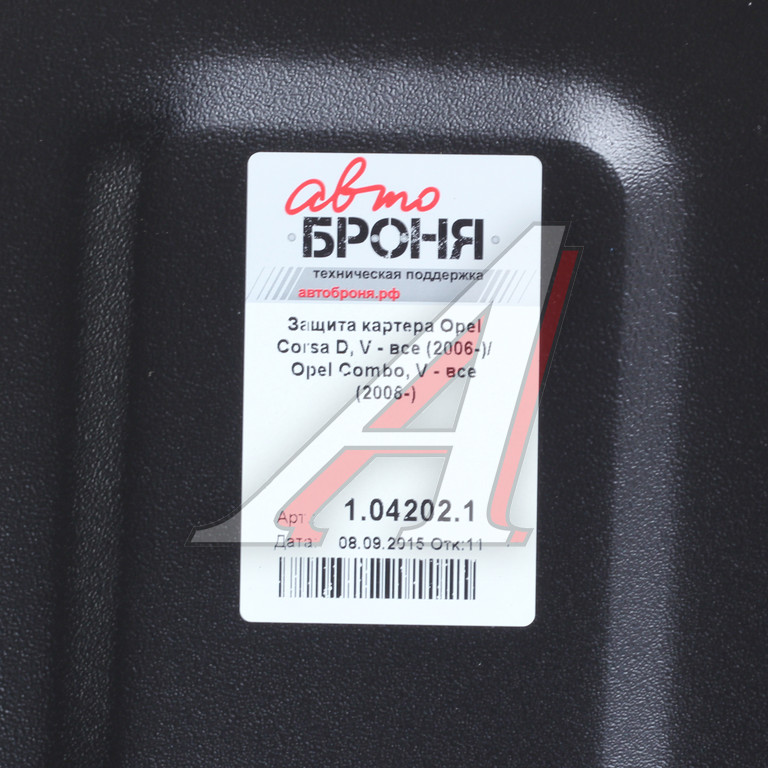 авто
БРОНЯ
техническая поддержка
автоброня.рф
Защита картера Opel
Corsa D, V - все (2006-)/
Opel Combo, V - все
(2006-)
Арт.: 1.04202.1
Дата: 08.09.2015 Отк:11